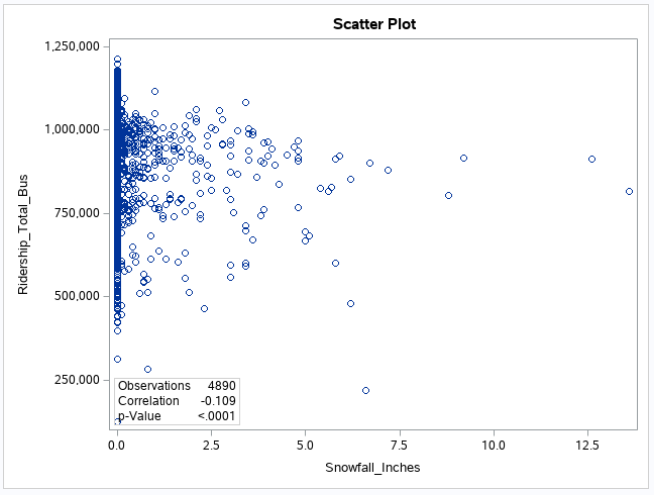 Scatter Plot
1,250,000
1,000,000
750,000
500,000
250,000
Ridership_Total_Bus
Observations 4890
Correlation -0.109
p-Value <.0001
0.0 2.5 5.0 7.5 10.0 12.5
Snowfall_Inches